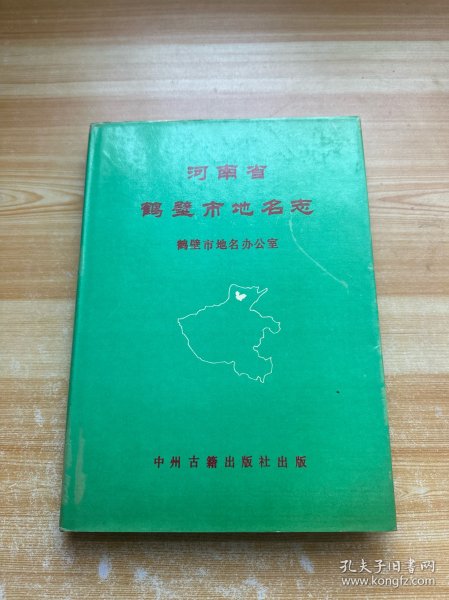 河南省
鹤壁市地名志
鹤壁市地名办公室
中州古籍出版社出版
孔夫子旧书网
www.kongfz.com